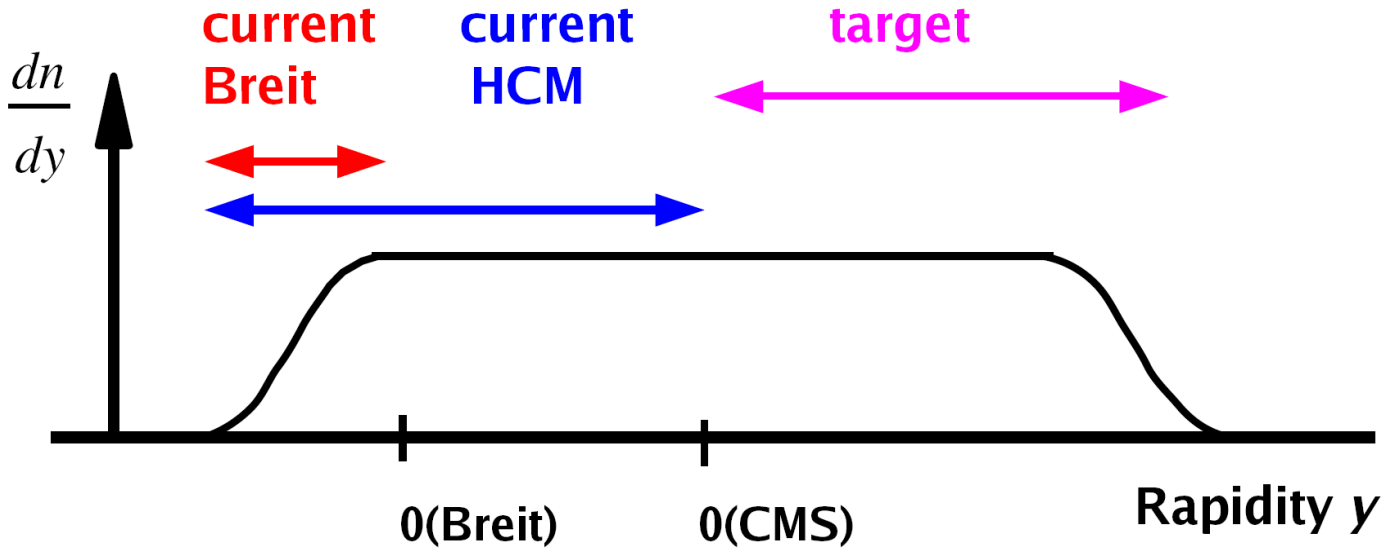 current current target
Breit HCM
dn
dy
0(Breit) 0(CMS)
Rapidity y